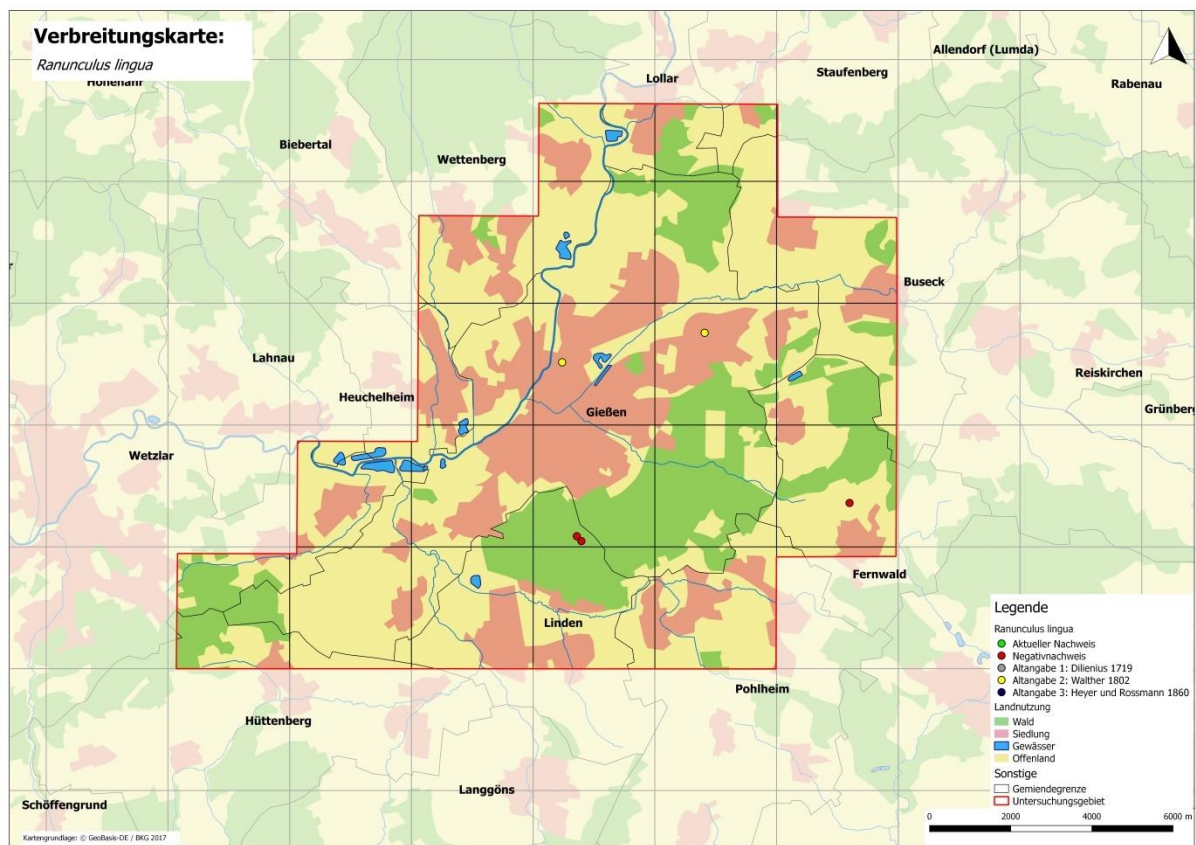 Verbreitungskarte:
Ranunculus lingua
Hohenahr
Allendorf (Lumda)
Lollar
Staufenberg
Rabenau
Biebertal
Wettenberg
Buseck
Lahnau
Reiskirchen
Heuchelheim
Gießen
Grünberg
Wetzlar
Fernwald
Linden
Pohlheim
Hüttenberg
Langgöns
Schöffengrund
Legende
Ranunculus lingua
Aktueller Nachweis
Negativnachweis
Altangabe 1: Dillenius 1719
Altangabe 2: Walther 1802
Altangabe 3: Heyer und Rossmann 1860
Landnutzung
Wald
Siedlung
Gewässer
Offenland
Sonstige
Gemiendegrenze
Untersuchungsgebiet
0 2000 4000 6000 m
Kartengrundlage: © GeoBasis-DE / BKG 2017